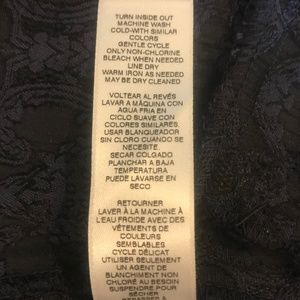 TURN INSIDE OUT
MACHINE WASH
COLD-WITH SIMILAR
COLORS
GENTLE CYCLE
ONLY NON-CHLORINE
BLEACH WHEN NEEDED
LINE DRY
WARM IRON AS NEEDED
MAY BE DRY CLEANED
VOLTEAR AL REVÉS
LAVAR A MÁQUINA CON
AGUA FRIA EN
CICLO SUAVE CON
COLORES SIMILARES.
USAR BLANQUEADOR
SIN CLORO CUANDO SE
NECESITE.
SECAR COLGADO
PLANCHAR A BAJA
TEMPERATURA
PUEDE LAVARSE EN
SECO
RETOURNER
LAVER À LA MACHINE À
L'EAU FROIDE AVEC DES
VÊTEMENTS DE
COULEURS
SEMBLABLES
CYCLE DÉLICAT
UTILISER SEULEMENT
UN AGENT DE
BLANCHIMENT NON
CHLORÉ AU BESOIN
SUSPENDRE POUR
SÉCHER